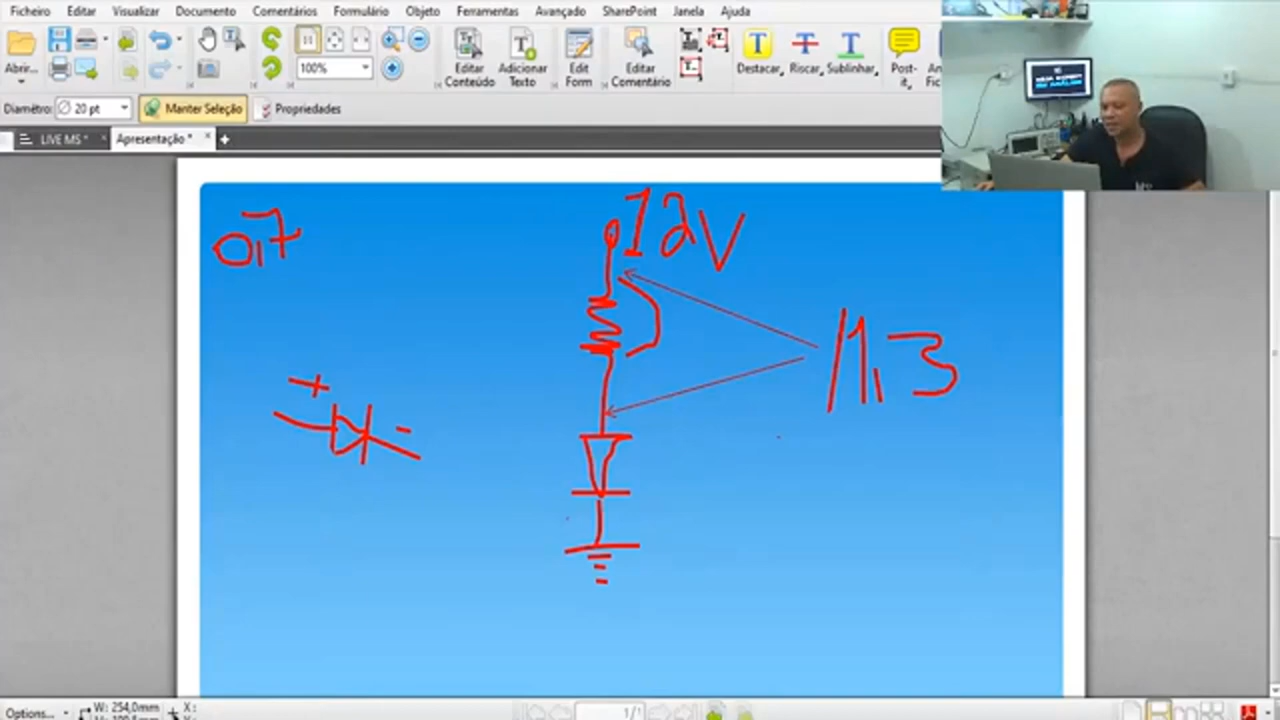 Ficheiro Editar Visualizar Documento Comentários Formulário Objeto Ferramentas Avançado SharePoint Janela Ajuda
Abrir...
100%
Editar Conteúdo
Adicionar Texto
Edit Form
Editar Comentário
Destacar
Riscar
Sublinhar
Post-it
Diametro: 20 pt
Manter Seleção
Propriedades
LIVE MS *
Apresentação *
0,7
12V
11,3
+
-
Options...
W: 254,0mm
X:
1/1